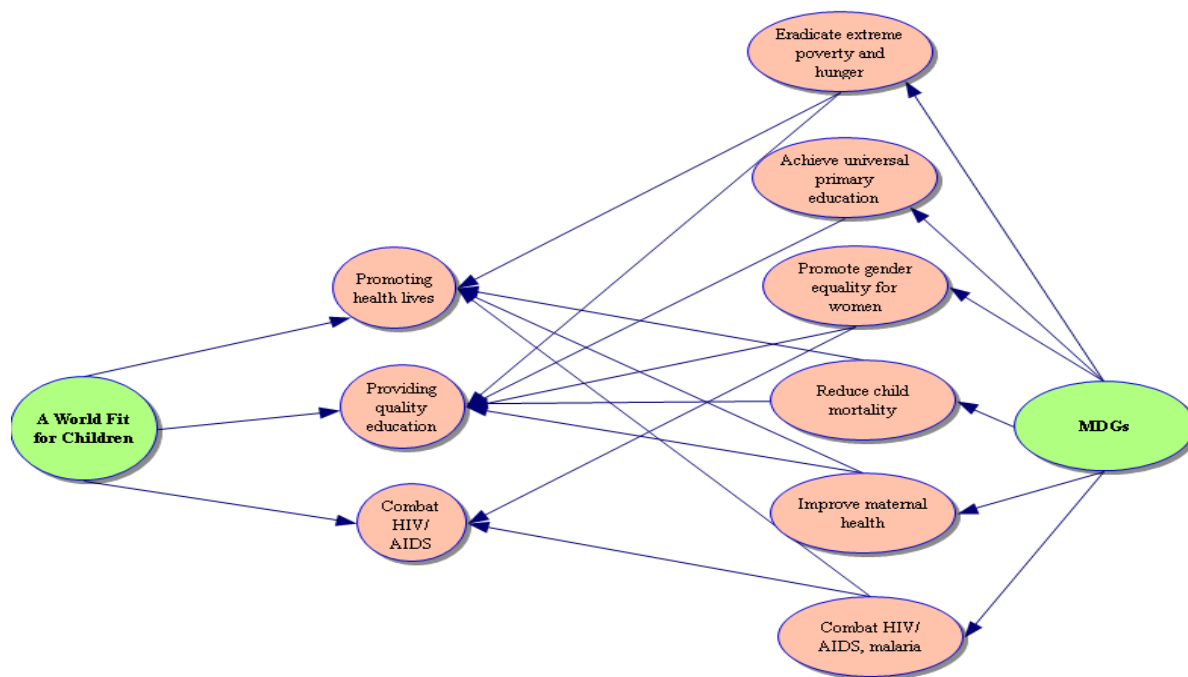 Eradicate extreme
poverty and
hunger
Achieve universal
primary
education
Promoting
health lives
Promote gender
equality for
women
Providing
quality
education
Reduce child
mortality
A World Fit
for Children
MDGs
Combat
HIV/
AIDS
Improve maternal
health
Combat HIV/
AIDS, malaria